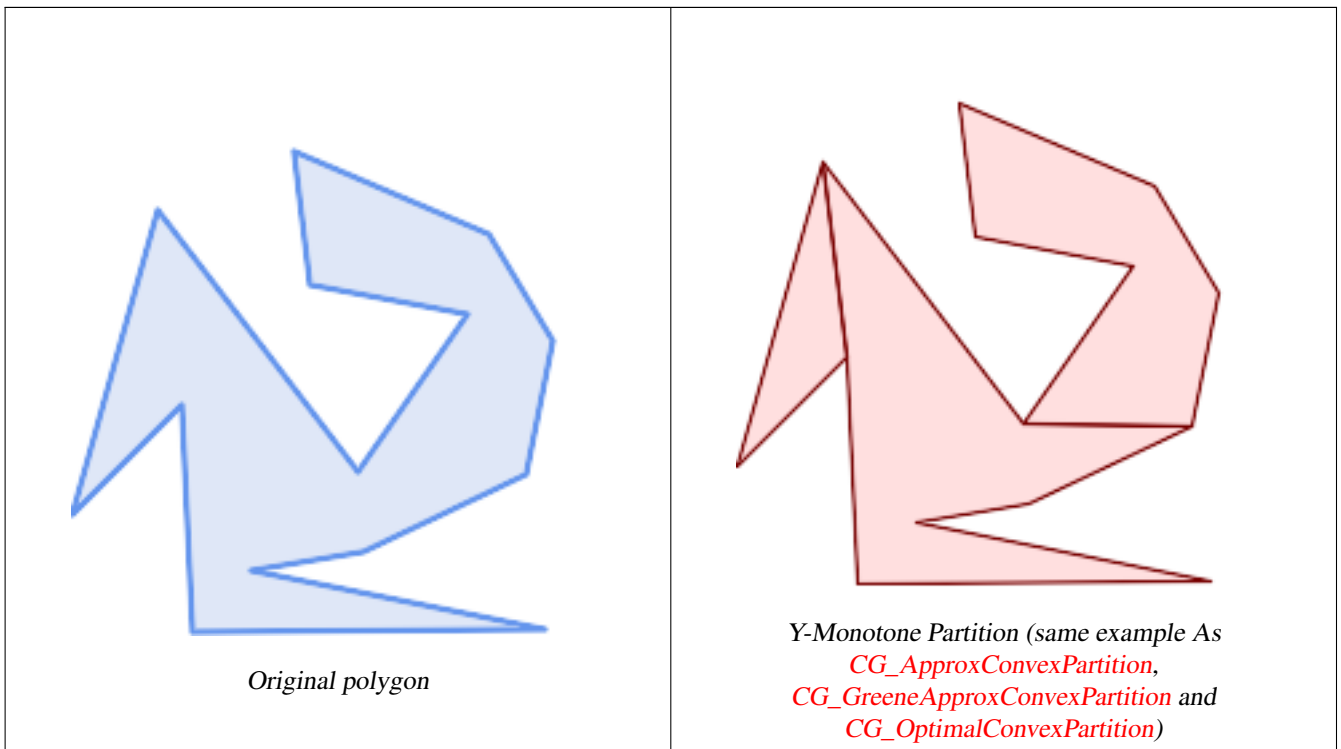 Original polygon
Y-Monotone Partition (same example As
CG_ApproxConvexPartition,
CG_GreeneApproxConvexPartition and
CG_OptimalConvexPartition)